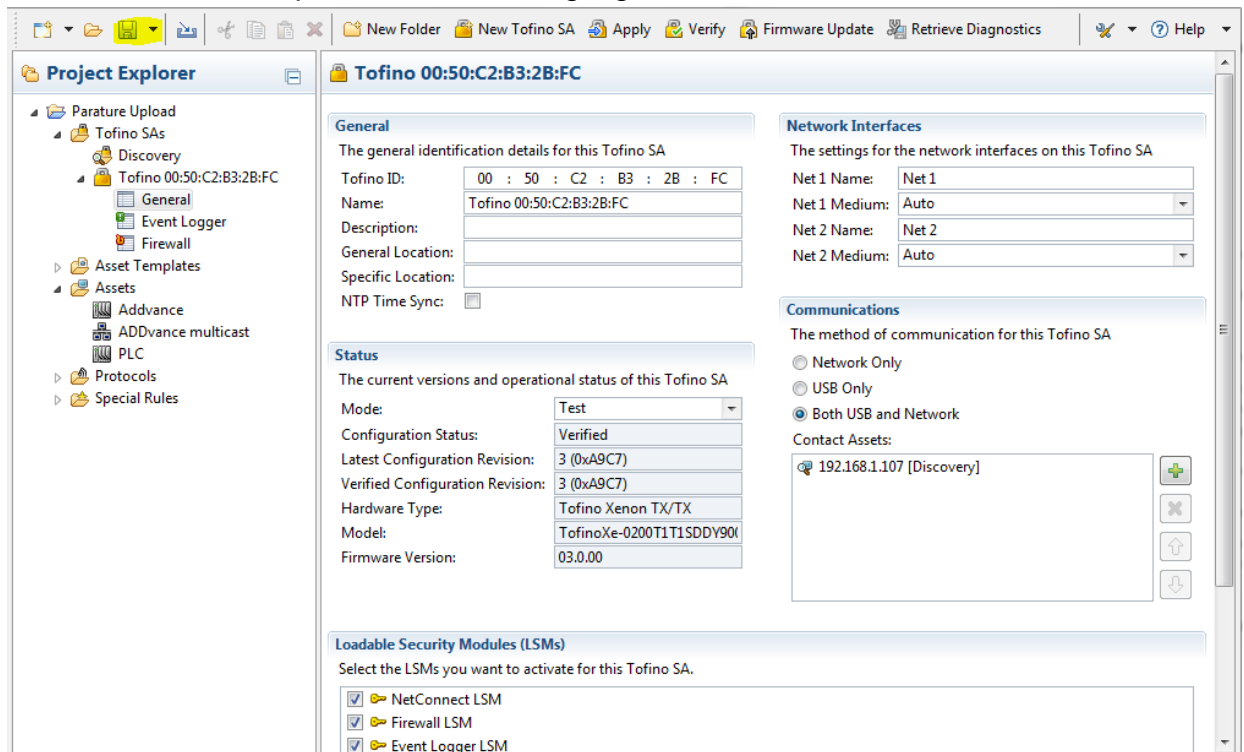 New Folder New Tofino SA Apply Verify Firmware Update Retrieve Diagnostics Help
Project Explorer
Parature Upload
Tofino SAs
Discovery
Tofino 00:50:C2:B3:2B:FC
General
Event Logger
Firewall
Asset Templates
Assets
Addvance
ADDvance multicast
PLC
Protocols
Special Rules
Tofino 00:50:C2:B3:2B:FC
General
The general identification details for this Tofino SA
Tofino ID: 00 : 50 : C2 : B3 : 2B : FC
Name: Tofino 00:50:C2:B3:2B:FC
Description:
General Location:
Specific Location:
NTP Time Sync:
Status
The current versions and operational status of this Tofino SA
Mode: Test
Configuration Status: Verified
Latest Configuration Revision: 3 (0xA9C7)
Verified Configuration Revision: 3 (0xA9C7)
Hardware Type: Tofino Xenon TX/TX
Model: TofinoXe-0200T1T1SDDY90(
Firmware Version: 03.0.00
Network Interfaces
The settings for the network interfaces on this Tofino SA
Net 1 Name: Net 1
Net 1 Medium: Auto
Net 2 Name: Net 2
Net 2 Medium: Auto
Communications
The method of communication for this Tofino SA
Network Only
USB Only
Both USB and Network
Contact Assets:
192.168.1.107 [Discovery]
Loadable Security Modules (LSMs)
Select the LSMs you want to activate for this Tofino SA.
NetConnect LSM
Firewall LSM
Event Logger LSM